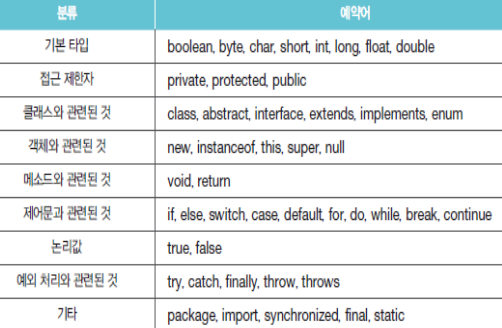 분류 예약어
기본 타입 boolean, byte, char, short, int, long, float, double
접근 제한자 private, protected, public
클래스와 관련된 것 class, abstract, interface, extends, implements, enum
객체와 관련된 것 new, instanceof, this, super, null
메소드와 관련된 것 void, return
제어문과 관련된 것 if, else, switch, case, default, for, do, while, break, continue
논리값 true, false
예외 처리와 관련된 것 try, catch, finally, throw, throws
기타 package, import, synchronized, final, static